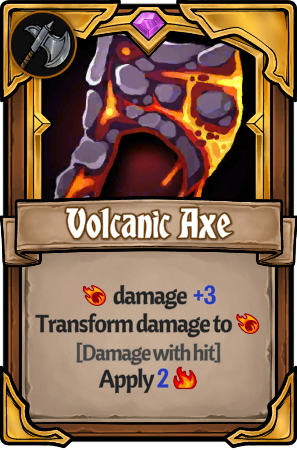 Volcanic Axe
damage +3
Transform damage to
[Damage with hit]
Apply 2